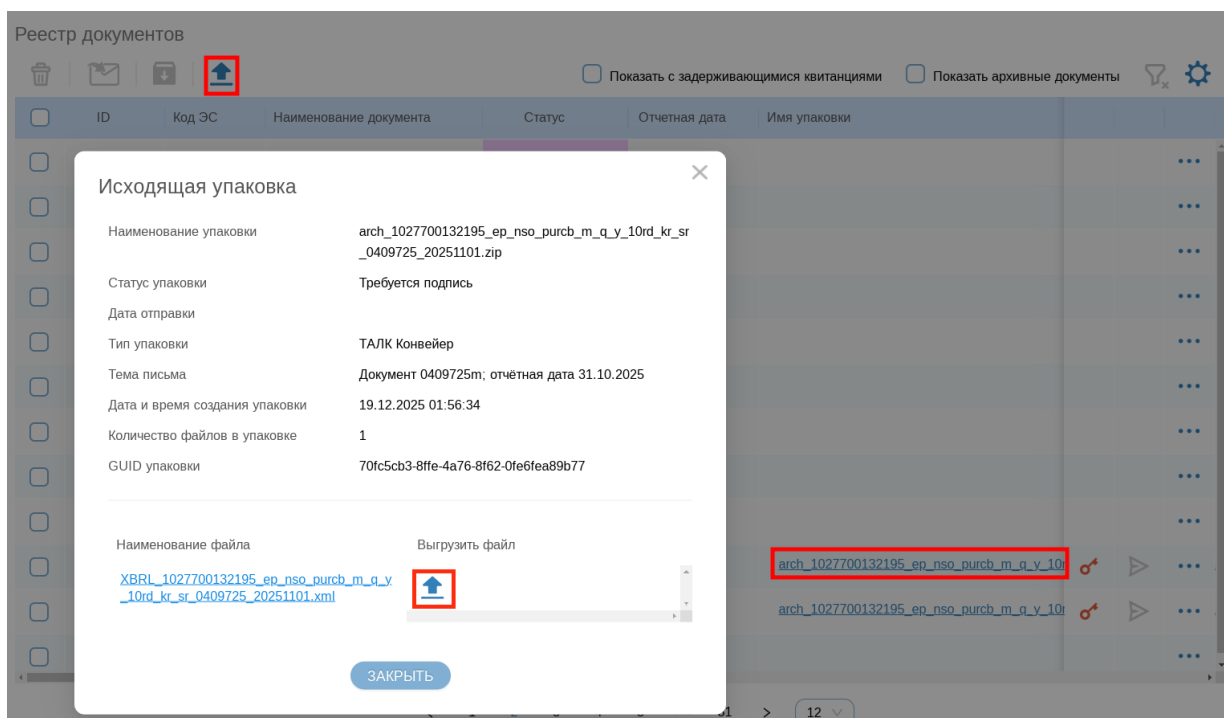 Реестр документов
Показать с задерживающимися квитанциями
Показать архивные документы
ID
Код ЭС
Наименование документа
Статус
Отчетная дата
Имя упаковки
Исходящая упаковка
Наименование упаковки
arch_1027700132195_ep_nso_purcb_m_q_y_10rd_kr_sr
_0409725_20251101.zip
Статус упаковки
Требуется подпись
Дата отправки
Тип упаковки
ТАЛК Конвейер
Тема письма
Документ 0409725m; отчётная дата 31.10.2025
Дата и время создания упаковки
19.12.2025 01:56:34
Количество файлов в упаковке
1
GUID упаковки
70fc5cb3-8ffe-4a76-8f62-0fe6fea89b77
Наименование файла
Выгрузить файл
XBRL_1027700132195_ep_nso_purcb_m_q_y
_10rd_kr_sr_0409725_20251101.xml
arch_1027700132195_ep_nso_purcb_m_q_y_10r
arch_1027700132195_ep_nso_purcb_m_q_y_10r
ЗАКРЫТЬ
12